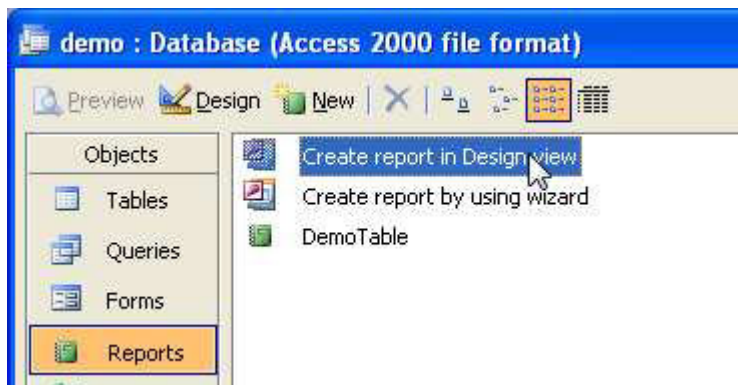 demo : Database (Access 2000 file format)
Preview Design New
Objects
Create report in Design view
Tables
Create report by using wizard
Queries
DemoTable
Forms
Reports